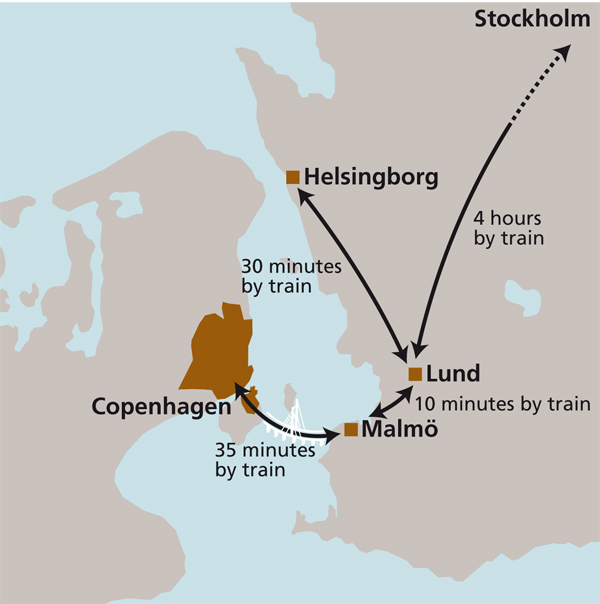 Stockholm
Helsingborg
4 hours
by train
30 minutes
by train
Lund
10 minutes by train
Copenhagen
Malmö
35 minutes
by train